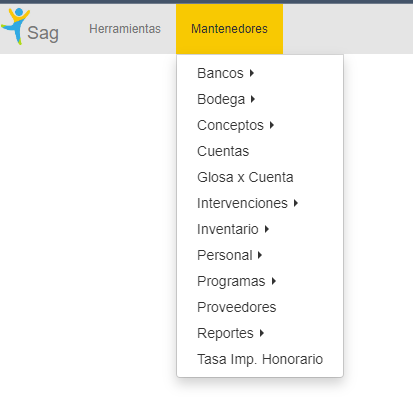 Sag Herramientas Mantenedores
Bancos
Bodega
Conceptos
Cuentas
Glosa x Cuenta
Intervenciones
Inventario
Personal
Programas
Proveedores
Reportes
Tasa Imp. Honorario